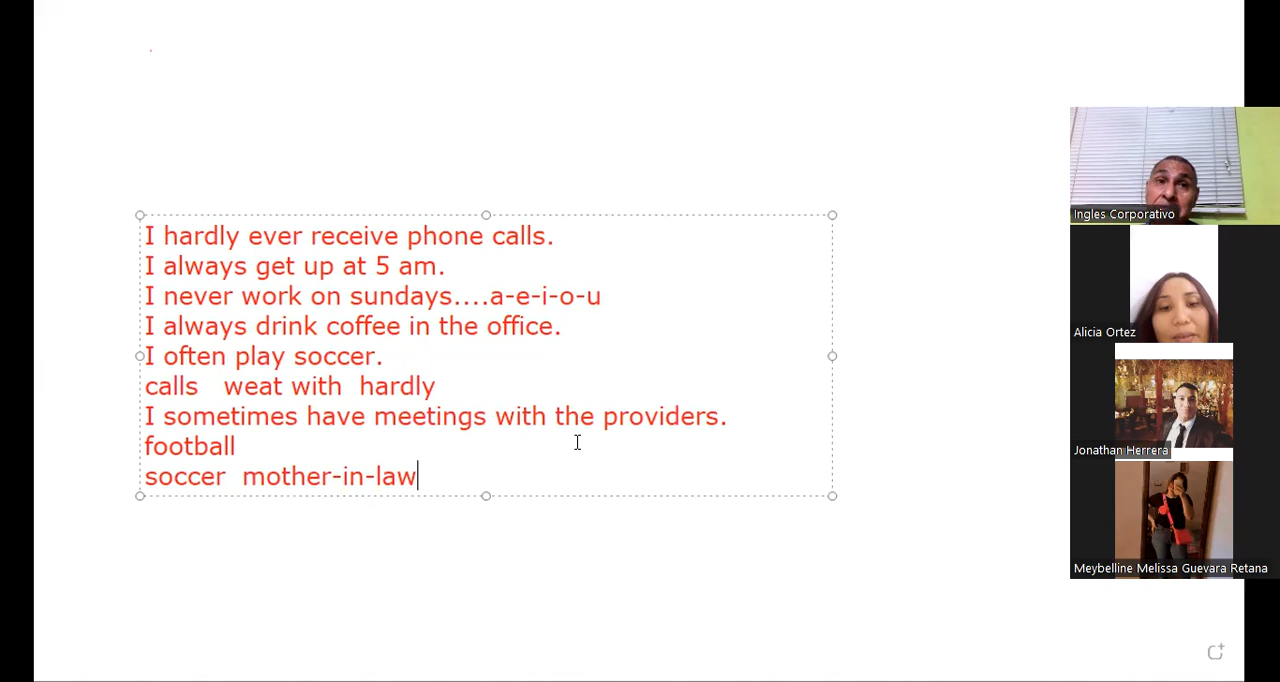 I hardly ever receive phone calls.
I always get up at 5 am.
I never work on sundays....a-e-i-o-u
I always drink coffee in the office.
I often play soccer.
calls weat with hardly
I sometimes have meetings with the providers.
football
soccer mother-in-law
Ingles Corporativo
Alicia Ortez
Jonathan Herrera
Meybelline Melissa Guevara Retana